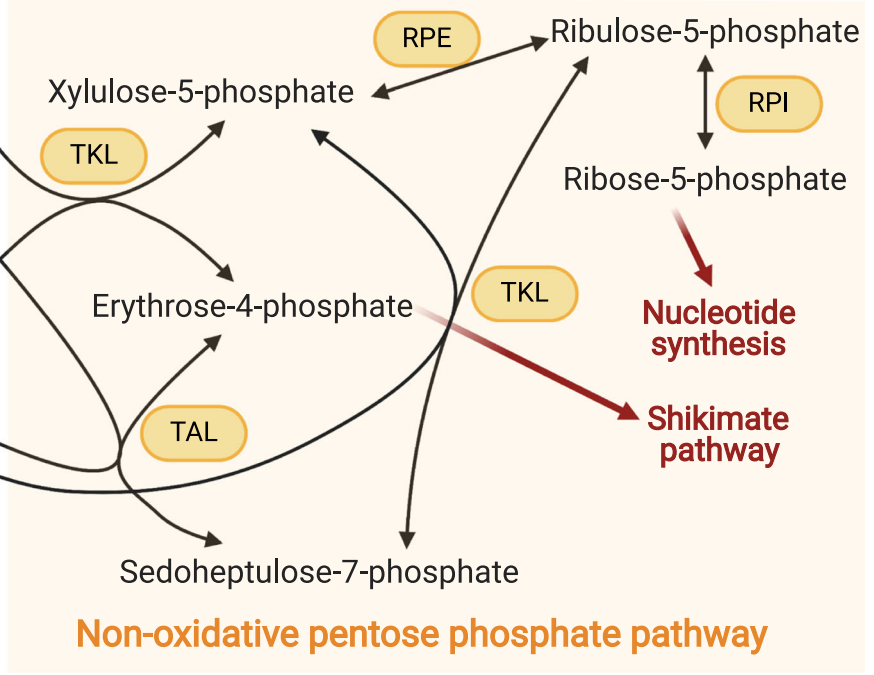 RPE
Ribulose-5-phosphate
Xylulose-5-phosphate
RPI
TKL
Ribose-5-phosphate
Erythrose-4-phosphate
TKL
Nucleotide
synthesis
TAL
Shikimate
pathway
Sedoheptulose-7-phosphate
Non-oxidative pentose phosphate pathway